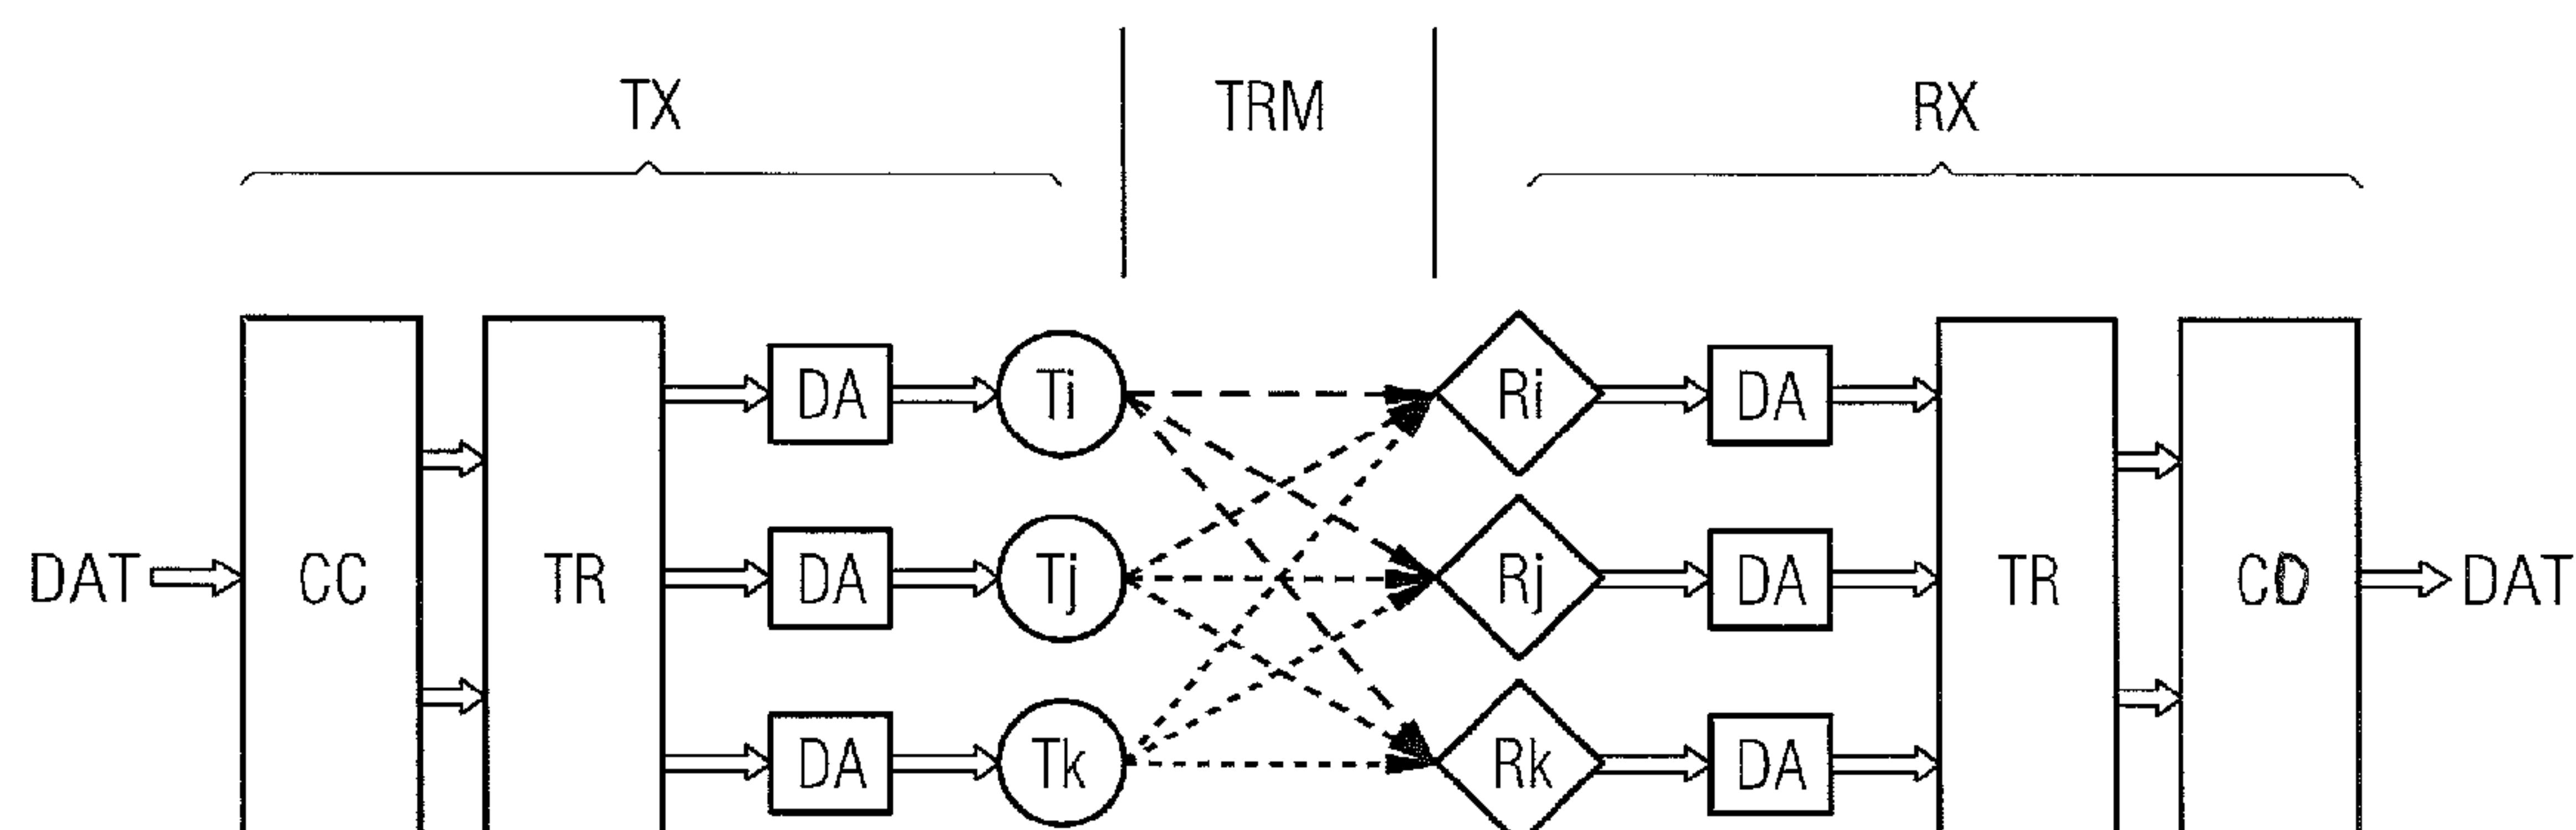 TX TRM RX
DA Ti Ri DA
DAT CC TR DA Tj Rj DA TR CD DAT
DA Tk Rk DA